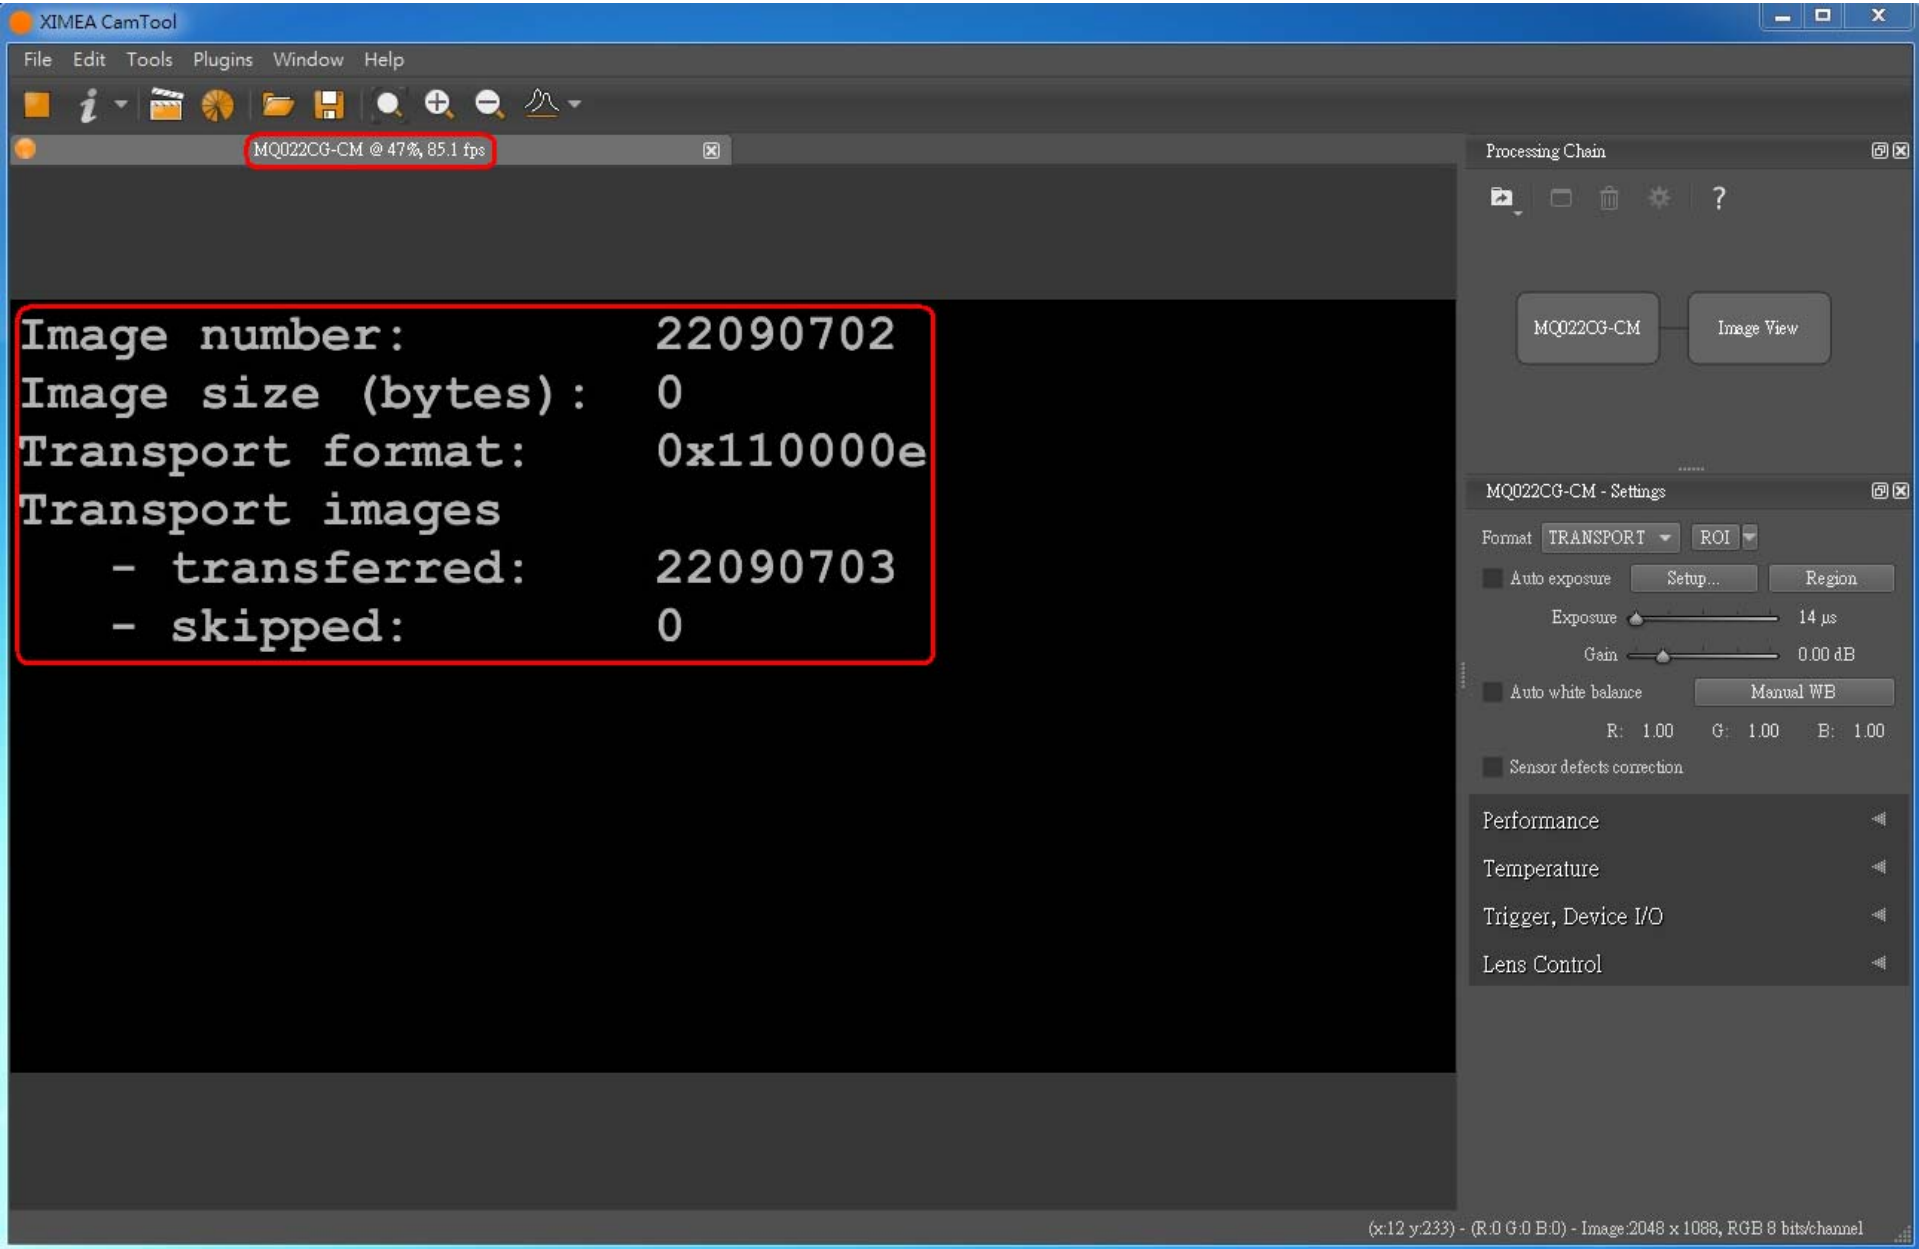 XIMEA CamTool
File Edit Tools Plugins Window Help
MQ022CG-CM @ 47%, 85.1 fps
Image number: 22090702
Image size (bytes): 0
Transport format: 0x110000e
Transport images
- transferred: 22090703
- skipped: 0
Processing Chain
?
MQ022CG-CM
Image View
MQ022CG-CM - Settings
Format TRANSPORT ROI
Auto exposure Setup... Region
Exposure 14 µs
Gain 0.00 dB
Auto white balance Manual WB
R: 1.00 G: 1.00 B: 1.00
Sensor defects correction
Performance
Temperature
Trigger, Device I/O
Lens Control
(x:12 y:233) - (R:0 G:0 B:0) - Image:2048 x 1088, RGB 8 bits/channel